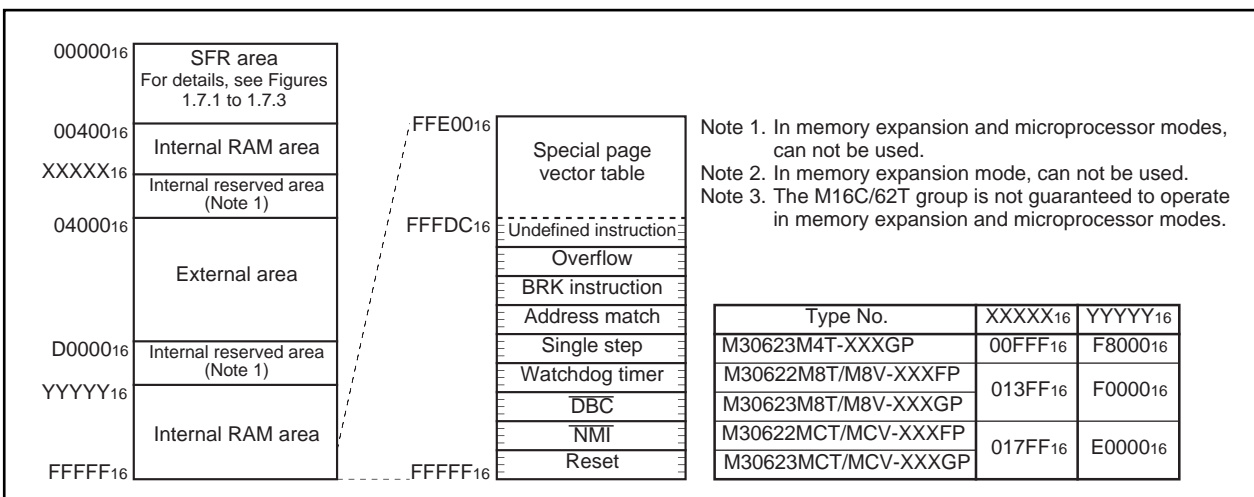 0000016
SFR area
For details, see Figures
1.7.1 to 1.7.3
0040016
Internal RAM area
XXXXX16
Internal reserved area
(Note 1)
0400016
External area
D000016
Internal reserved area
(Note 1)
YYYYY16
Internal RAM area
FFFFF16
FFE0016
Special page
vector table
FFFDC16
Undefined instruction
Overflow
BRK instruction
Address match
Single step
Watchdog timer
DBC
NMI
Reset
FFFFF16
Note 1. In memory expansion and microprocessor modes,
can not be used.
Note 2. In memory expansion mode, can not be used.
Note 3. The M16C/62T group is not guaranteed to operate
in memory expansion and microprocessor modes.
Type No. XXXXX16 YYYYY16
M30623M4T-XXXGP 00FFF16 F800016
M30622M8T/M8V-XXXFP
013FF16 F000016
M30623M8T/M8V-XXXGP
M30622MCT/MCV-XXXFP
017FF16 E000016
M30623MCT/MCV-XXXGP